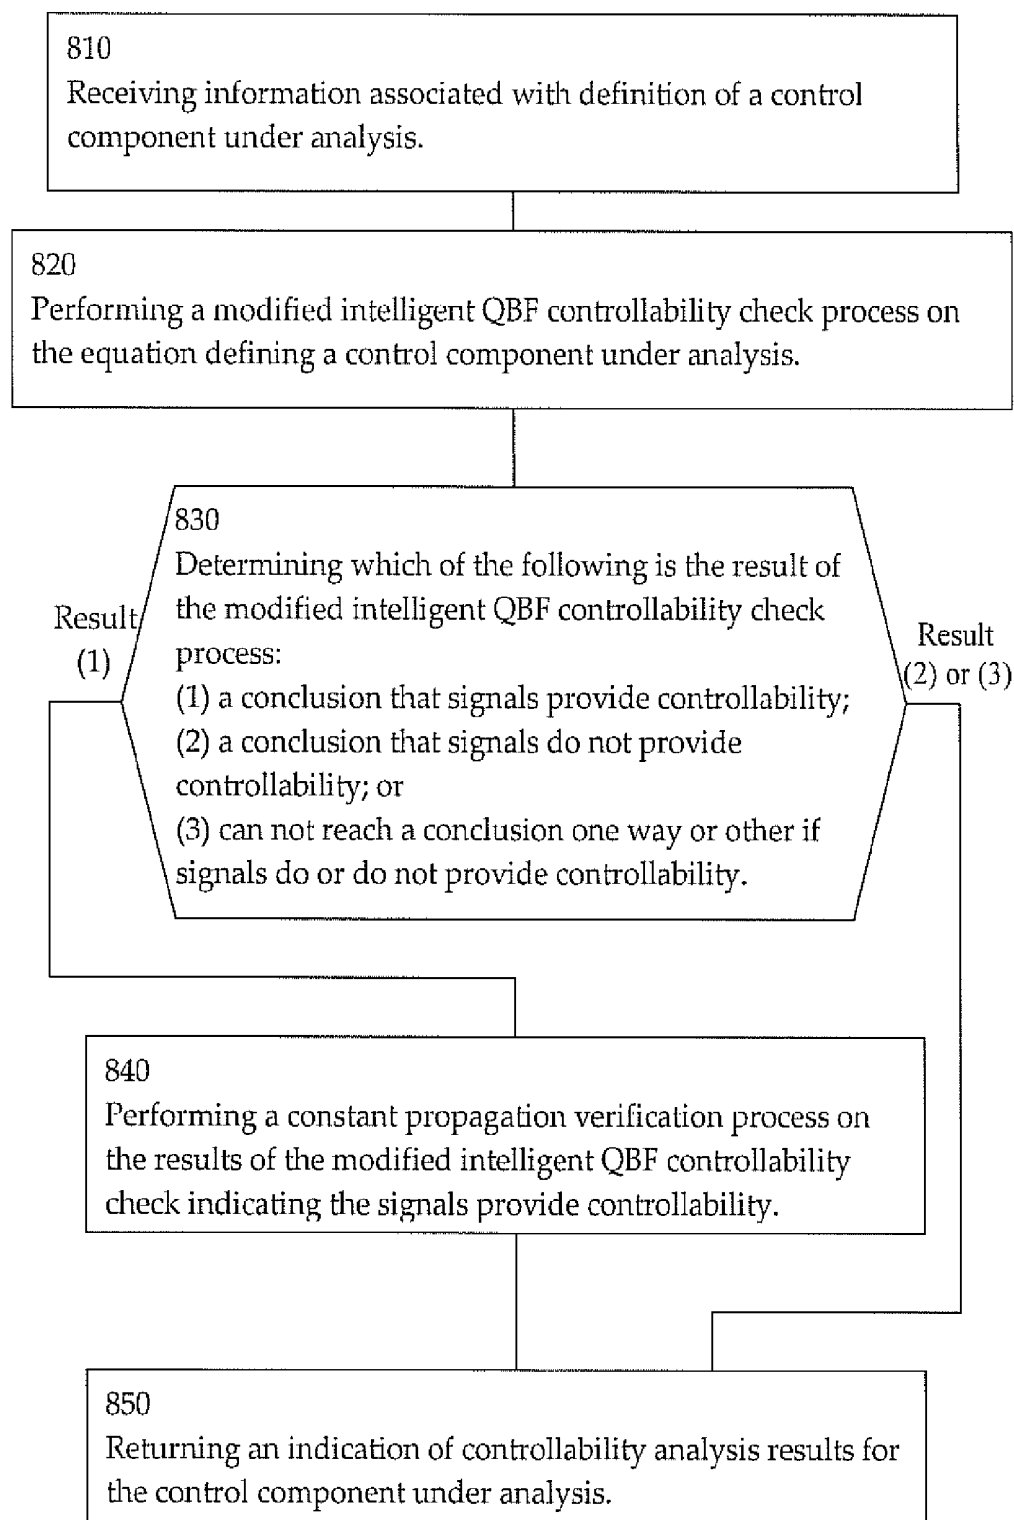 810
Receiving information associated with definition of a control
component under analysis.
820
Performing a modified intelligent QBF controllability check process on
the equation defining a control component under analysis.
830
Determining which of the following is the result of
the modified intelligent QBF controllability check
process:
(1) a conclusion that signals provide controllability;
(2) a conclusion that signals do not provide
controllability; or
(3) can not reach a conclusion one way or other if
signals do or do not provide controllability.
Result
(1)
Result
(2) or (3)
840
Performing a constant propagation verification process on
the results of the modified intelligent QBF controllability
check indicating the signals provide controllability.
850
Returning an indication of controllability analysis results for
the control component under analysis.